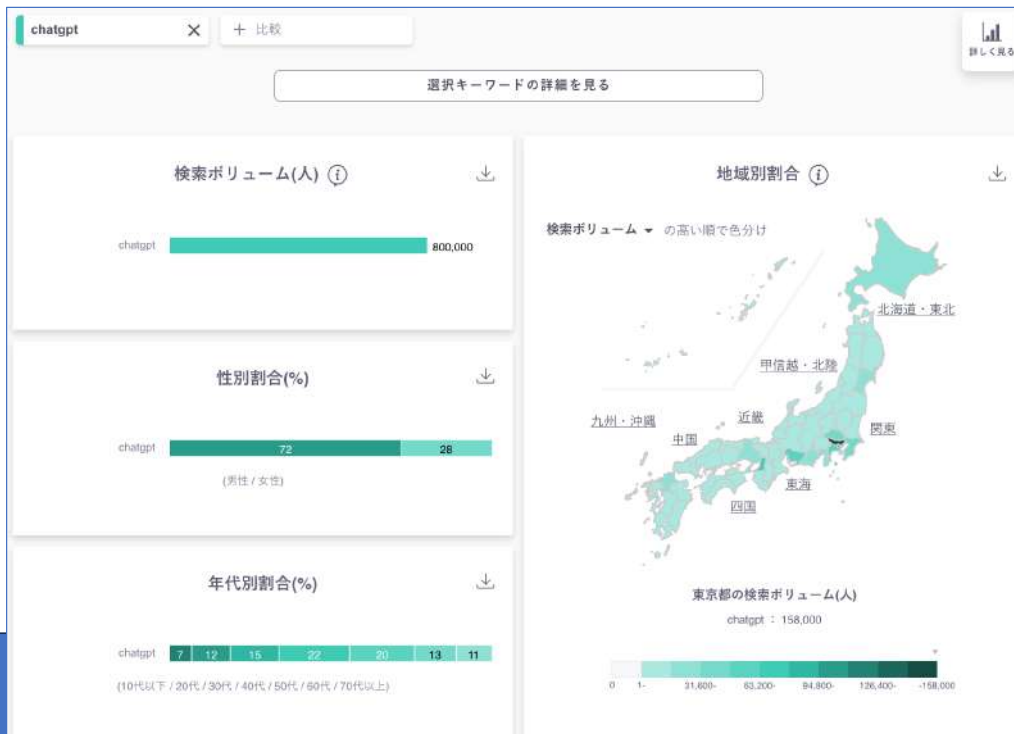 chatgpt ✕ ＋ 比較
詳しく見る
選択キーワードの詳細を見る
検索ボリューム(人)
chatgpt 800,000
性別割合(%)
chatgpt 72 28
(男性 / 女性)
年代別割合(%)
chatgpt 7 12 15 22 20 13 11
(10代以下 / 20代 / 30代 / 40代 / 50代 / 60代 / 70代以上)
地域別割合
検索ボリューム の高い順で色分け
北海道・東北
甲信越・北陸
九州・沖縄
近畿
関東
中国
東海
四国
東京都の検索ボリューム(人)
chatgpt ： 158,000
0 1- 31,600- 63,200- 94,800- 126,400- -158,000